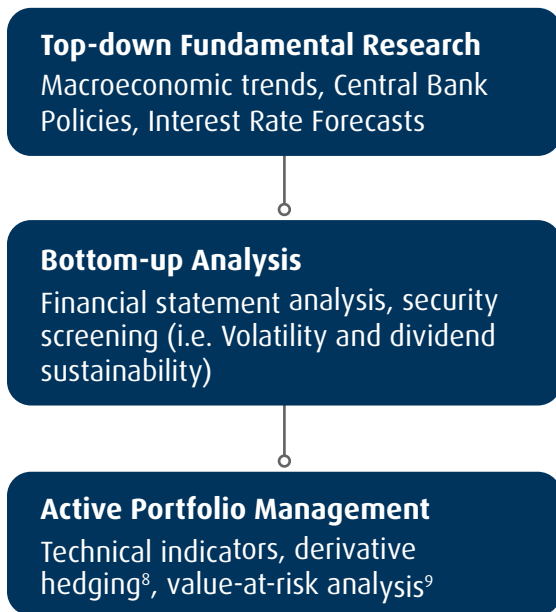 Top-down Fundamental Research
Macroeconomic trends, Central Bank
Policies, Interest Rate Forecasts
Bottom-up Analysis
Financial statement analysis, security
screening (i.e. Volatility and dividend
sustainability)
Active Portfolio Management
Technical indicators, derivative
hedging⁸, value-at-risk analysis⁹